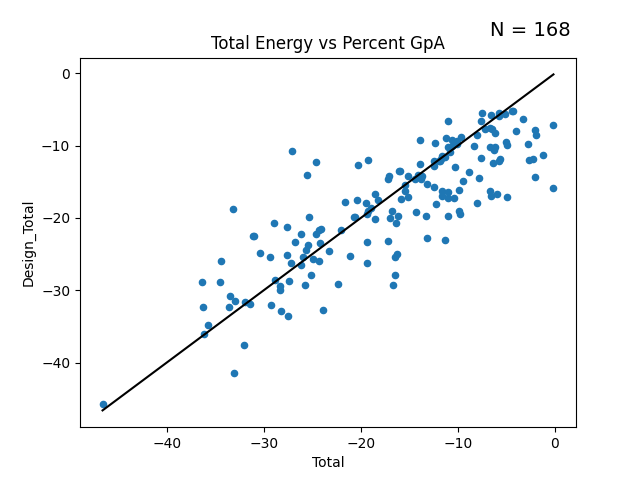 N = 168
Total Energy vs Percent GpA
0
−10
−20
−30
−40
Design_Total
−40 −30 −20 −10 0
Total